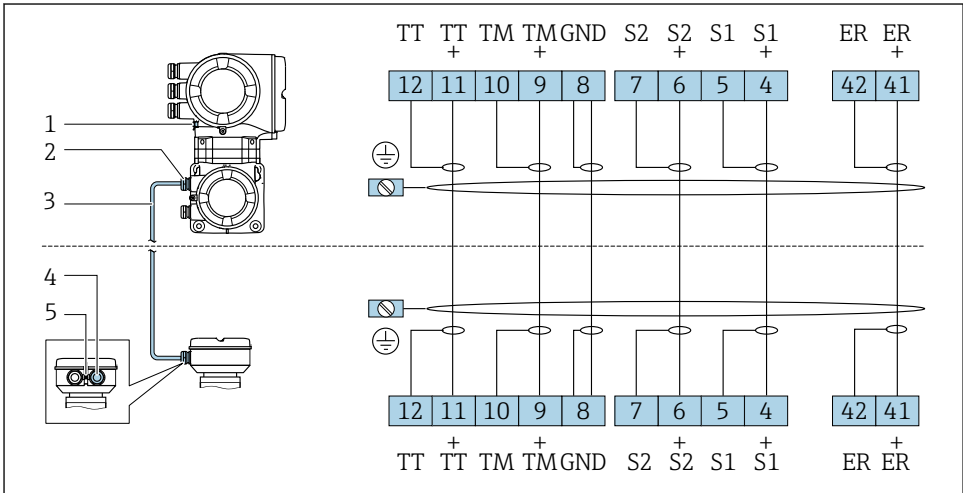 TT TT TM TM GND S2 S2 S1 S1 ER ER
+ + + + +
12 11 10 9 8 7 6 5 4 42 41
1
2
3
4
5
12 11 10 9 8 7 6 5 4 42 41
+ + + + +
TT TT TM TM GND S2 S2 S1 S1 ER ER